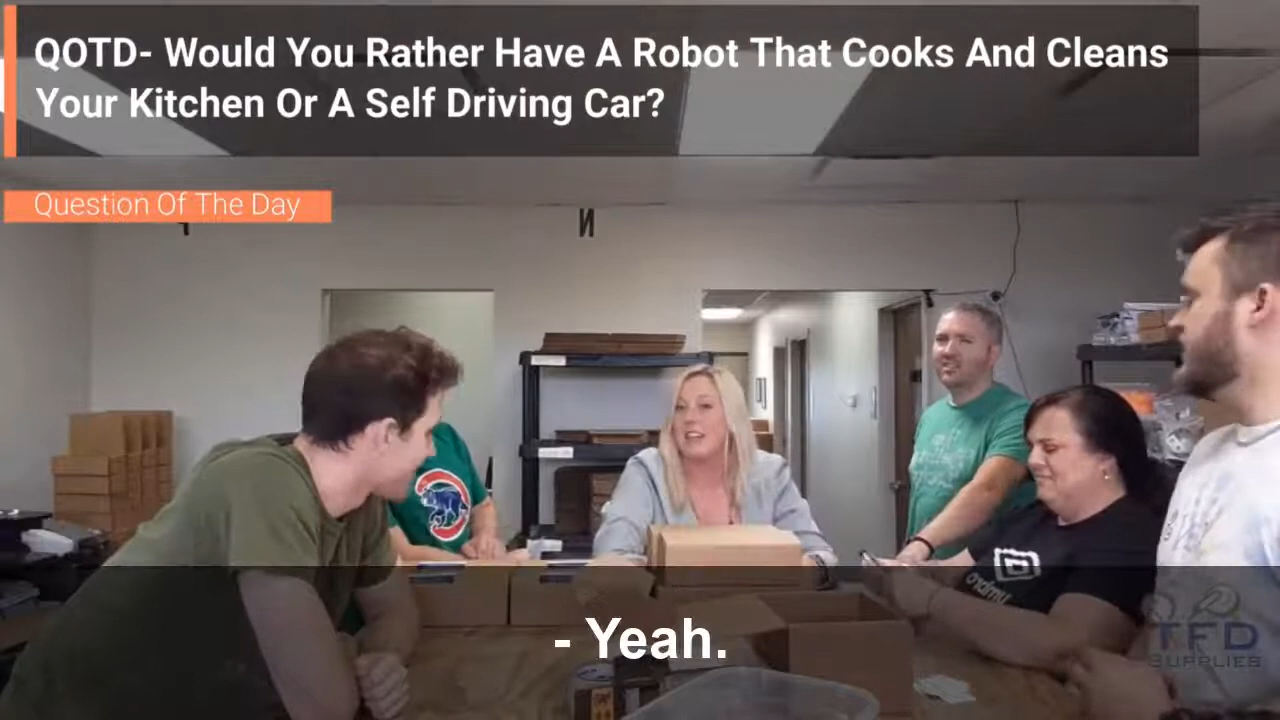 QOTD- Would You Rather Have A Robot That Cooks And Cleans
Your Kitchen Or A Self Driving Car?
Question Of The Day
- Yeah.
TFD
SUPPLIES